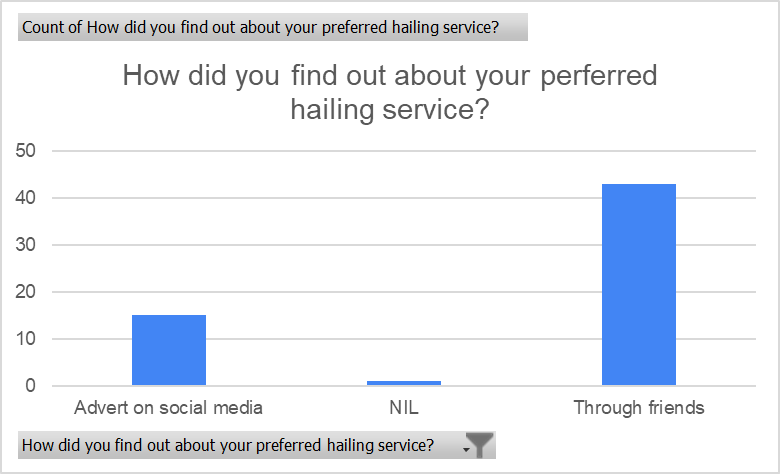 Count of How did you find out about your preferred hailing service?
How did you find out about your perferred
hailing service?
50
40
30
20
10
0
Advert on social media
NIL
Through friends
How did you find out about your preferred hailing service?